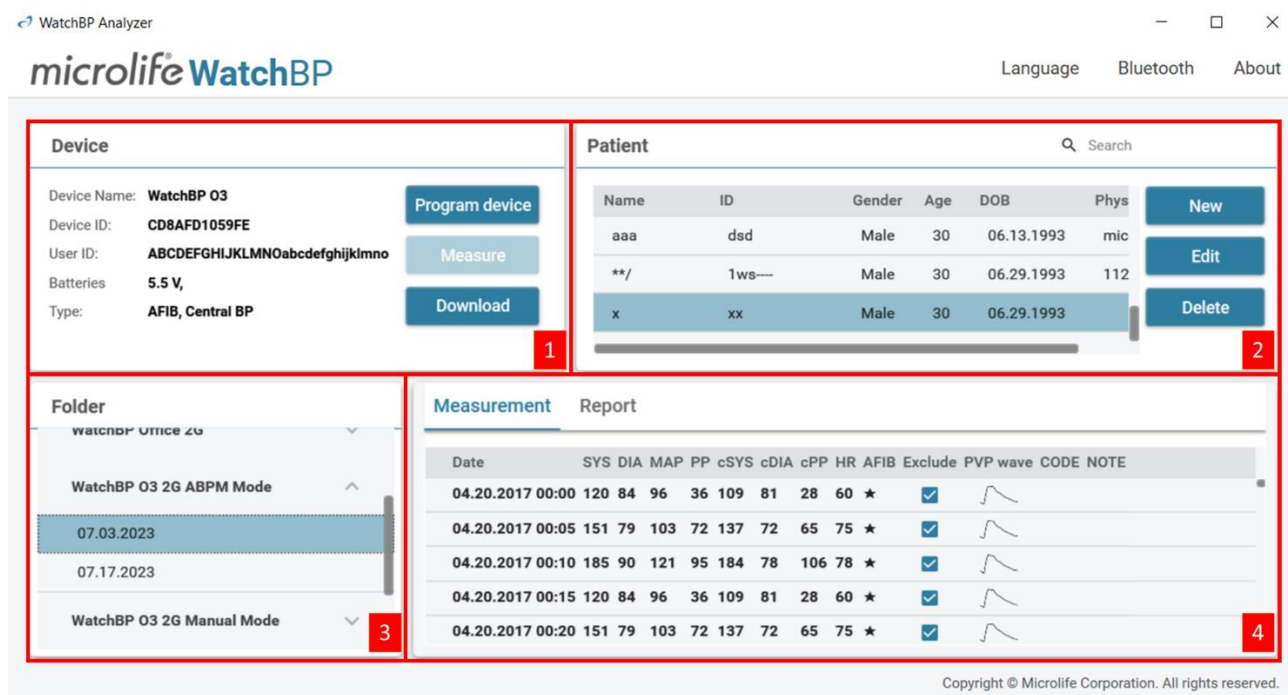 WatchBP Analyzer
microlife WatchBP
Language Bluetooth About
Device
Device Name: WatchBP O3
Device ID: CD8AFD1059FE
User ID: ABCDEFGHIJKLMNOabcdefghijklmno
Batteries 5.5 V,
Type: AFIB, Central BP
Program device
Measure
Download
1
Patient
Search
Name ID Gender Age DOB Phys
aaa dsd Male 30 06.13.1993 mic
**/ 1ws---- Male 30 06.29.1993 112
x xx Male 30 06.29.1993
New
Edit
Delete
2
Folder
WatchBP Office 2G
WatchBP O3 2G ABPM Mode
07.03.2023
07.17.2023
WatchBP O3 2G Manual Mode
3
Measurement Report
Date SYS DIA MAP PP cSYS cDIA cPP HR AFIB Exclude PVP wave CODE NOTE
04.20.2017 00:00 120 84 96 36 109 81 28 60 ★
04.20.2017 00:05 151 79 103 72 137 72 65 75 ★
04.20.2017 00:10 185 90 121 95 184 78 106 78 ★
04.20.2017 00:15 120 84 96 36 109 81 28 60 ★
04.20.2017 00:20 151 79 103 72 137 72 65 75 ★
4
Copyright © Microlife Corporation. All rights reserved.